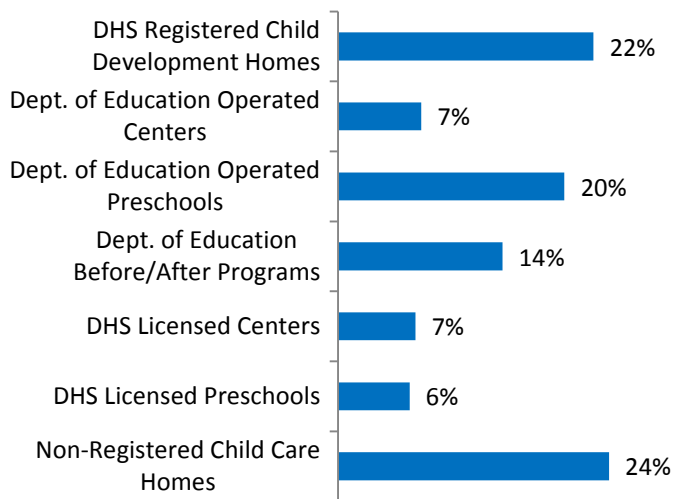 DHS Registered Child
Development Homes
22%
Dept. of Education Operated
Centers
7%
Dept. of Education Operated
Preschools
20%
Dept. of Education
Before/After Programs
14%
DHS Licensed Centers
7%
DHS Licensed Preschools
6%
Non-Registered Child Care
Homes
24%